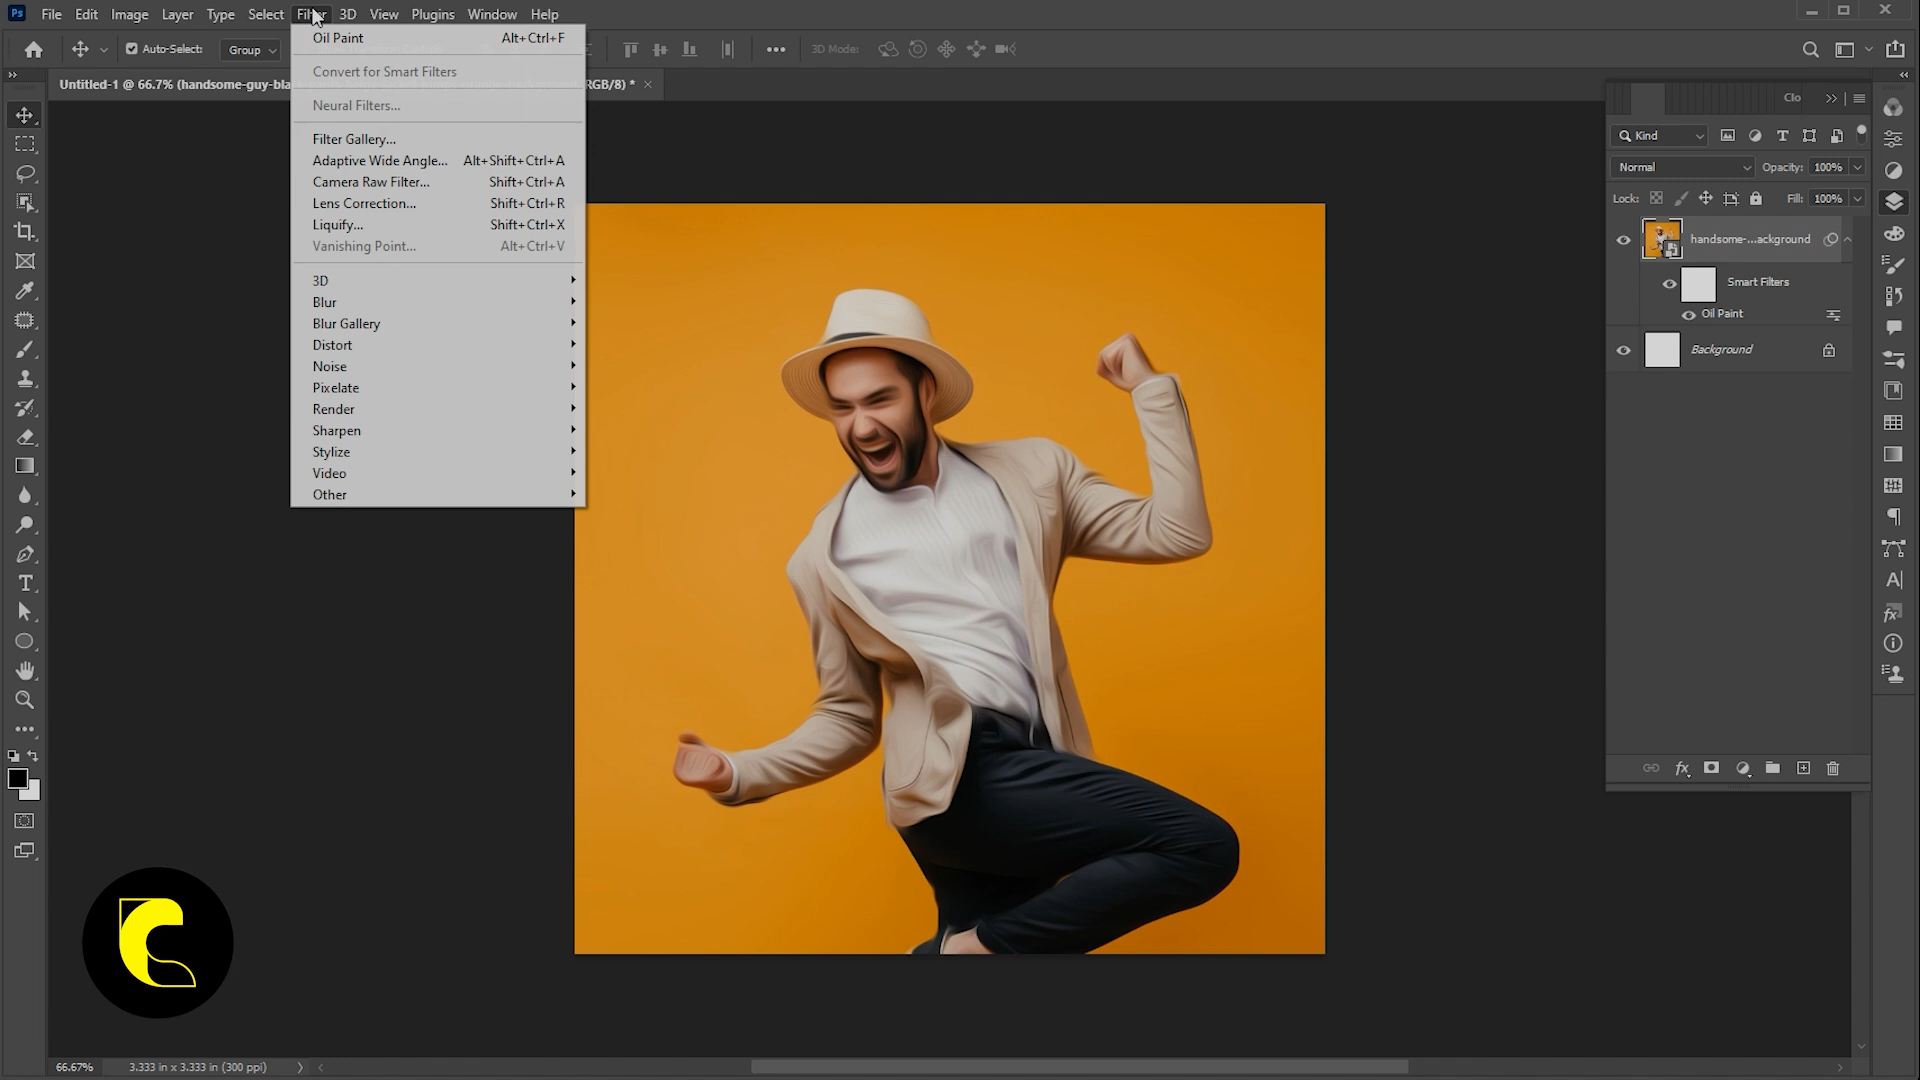 Ps File Edit Image Layer Type Select Filter 3D View Plugins Window Help
Auto-Select: Group 3D Mode:
Untitled-1 @ 66.7% (handsome-guy-bla RGB/8) *
Oil Paint Alt+Ctrl+F
Convert for Smart Filters
Neural Filters...
Filter Gallery...
Adaptive Wide Angle... Alt+Shift+Ctrl+A
Camera Raw Filter... Shift+Ctrl+A
Lens Correction... Shift+Ctrl+R
Liquify... Shift+Ctrl+X
Vanishing Point... Alt+Ctrl+V
3D
Blur
Blur Gallery
Distort
Noise
Pixelate
Render
Sharpen
Stylize
Video
Other
Clo
Kind
Normal Opacity: 100%
Lock: Fill: 100%
handsome-...ackground
Smart Filters
Oil Paint
Background
66.67% 3.333 in x 3.333 in (300 ppi)